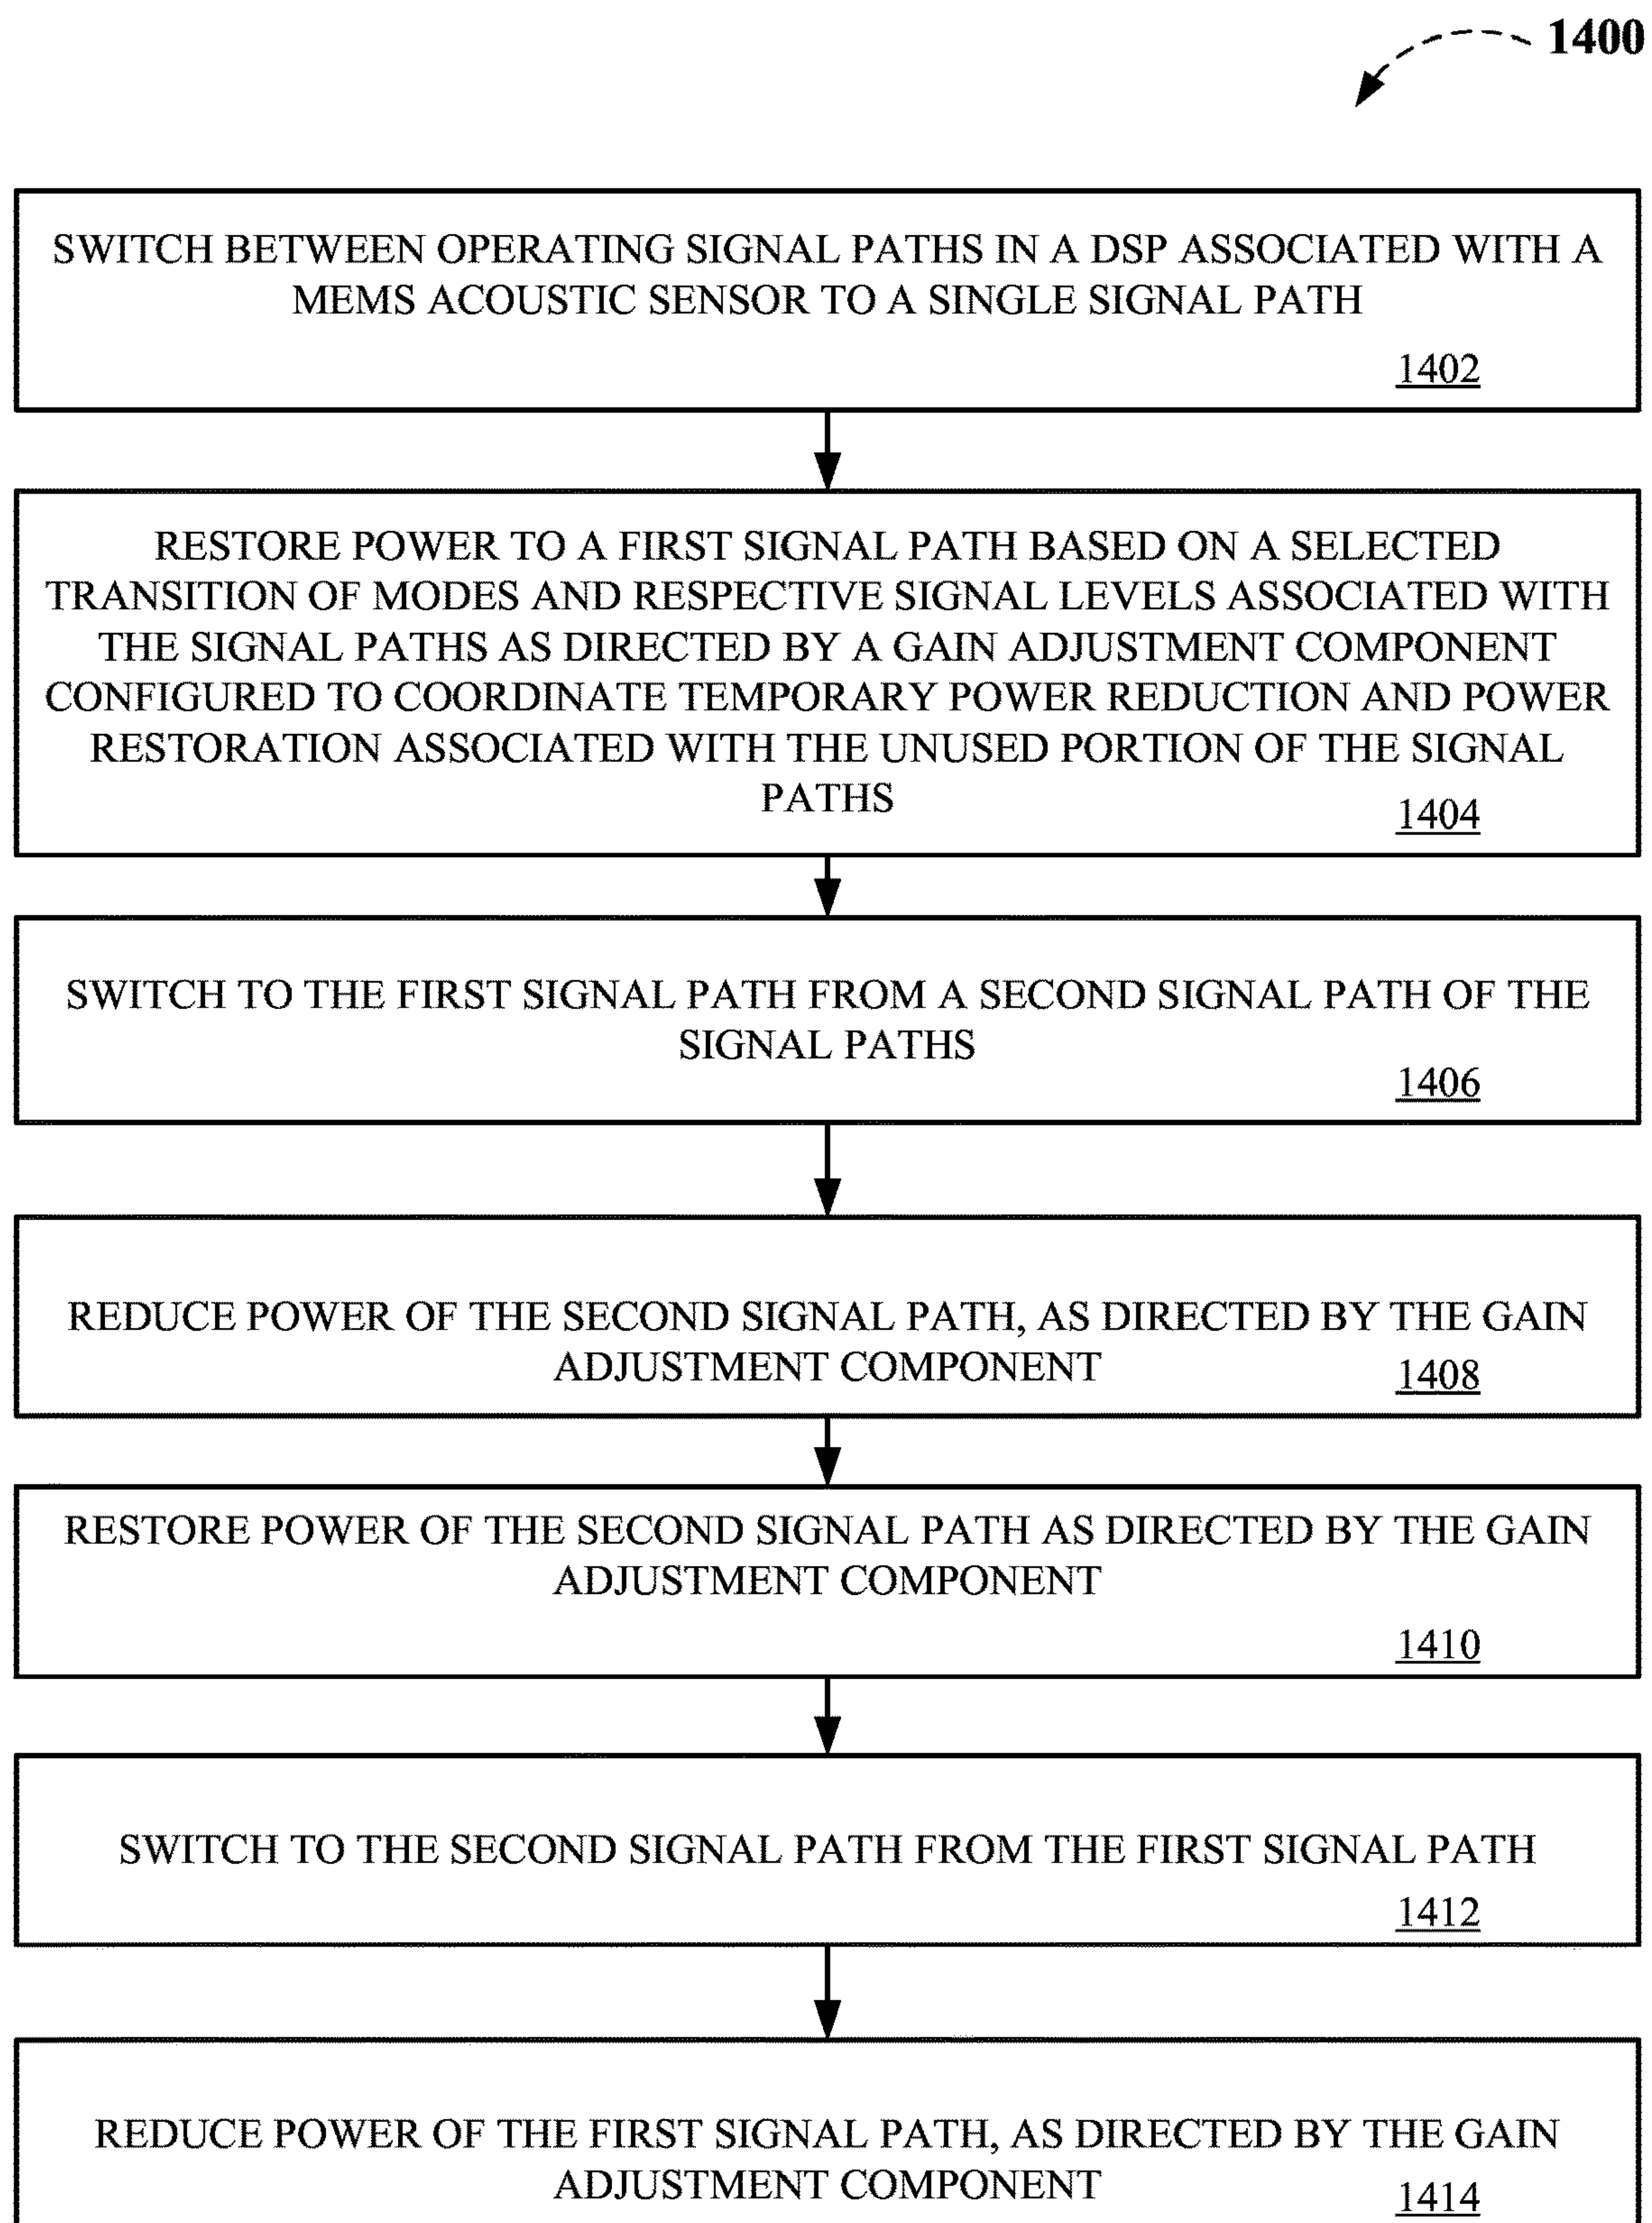 1400
SWITCH BETWEEN OPERATING SIGNAL PATHS IN A DSP ASSOCIATED WITH A
MEMS ACOUSTIC SENSOR TO A SINGLE SIGNAL PATH
1402
RESTORE POWER TO A FIRST SIGNAL PATH BASED ON A SELECTED
TRANSITION OF MODES AND RESPECTIVE SIGNAL LEVELS ASSOCIATED WITH
THE SIGNAL PATHS AS DIRECTED BY A GAIN ADJUSTMENT COMPONENT
CONFIGURED TO COORDINATE TEMPORARY POWER REDUCTION AND POWER
RESTORATION ASSOCIATED WITH THE UNUSED PORTION OF THE SIGNAL
PATHS
1404
SWITCH TO THE FIRST SIGNAL PATH FROM A SECOND SIGNAL PATH OF THE
SIGNAL PATHS
1406
REDUCE POWER OF THE SECOND SIGNAL PATH, AS DIRECTED BY THE GAIN
ADJUSTMENT COMPONENT
1408
RESTORE POWER OF THE SECOND SIGNAL PATH AS DIRECTED BY THE GAIN
ADJUSTMENT COMPONENT
1410
SWITCH TO THE SECOND SIGNAL PATH FROM THE FIRST SIGNAL PATH
1412
REDUCE POWER OF THE FIRST SIGNAL PATH, AS DIRECTED BY THE GAIN
ADJUSTMENT COMPONENT
1414